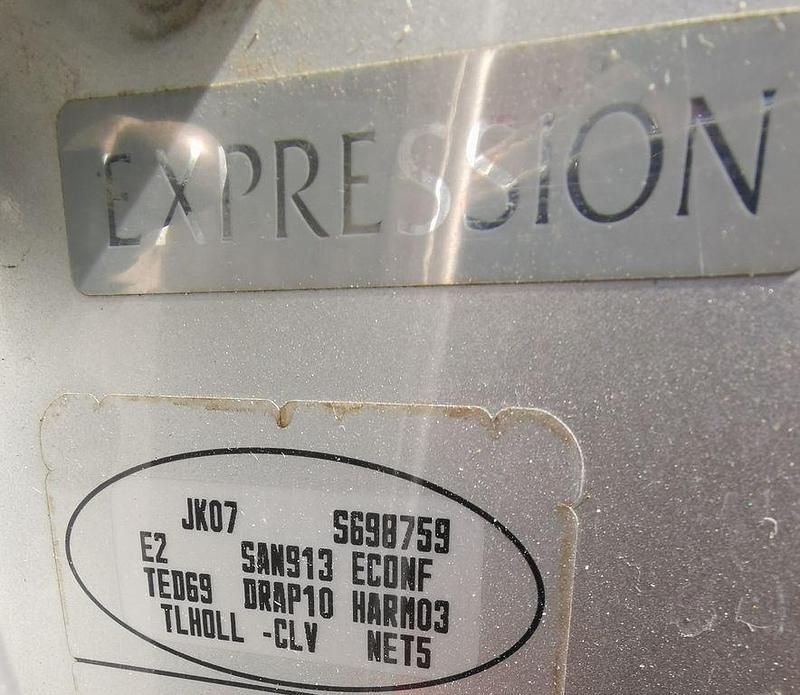 EXPRESSION
JK07 S698759
E2 SAN913 ECONF
TED69 DRAP10 HARM03
TLHOLL -CLV NET5